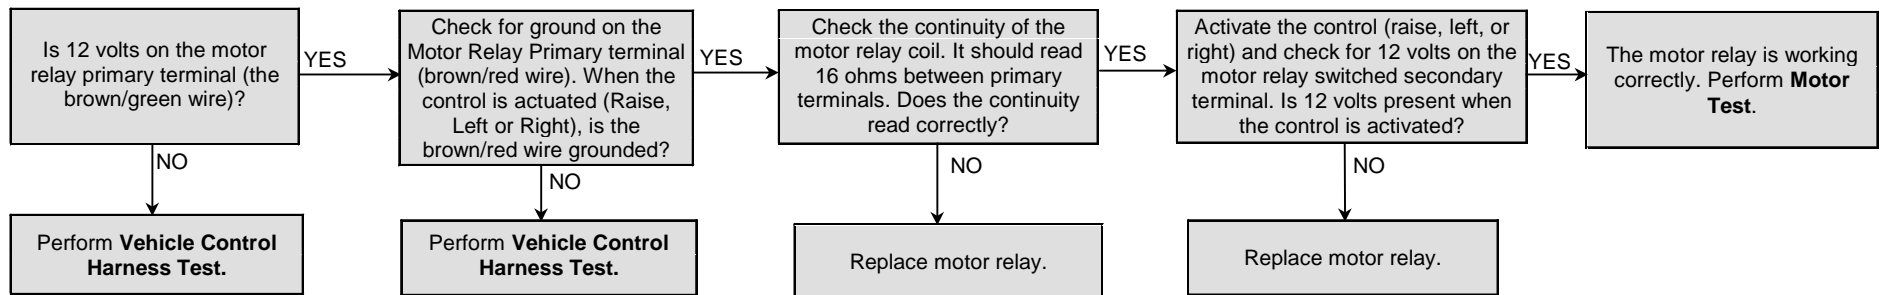 Is 12 volts on the motor
relay primary terminal (the
brown/green wire)?
YES
Check for ground on the
Motor Relay Primary terminal
(brown/red wire). When the
control is actuated (Raise,
Left or Right), is the
brown/red wire grounded?
YES
Check the continuity of the
motor relay coil. It should read
16 ohms between primary
terminals. Does the continuity
read correctly?
YES
Activate the control (raise, left, or
right) and check for 12 volts on the
motor relay switched secondary
terminal. Is 12 volts present when
the control is activated?
YES
The motor relay is working
correctly. Perform Motor
Test.
NO
NO
NO
NO
Perform Vehicle Control
Harness Test.
Perform Vehicle Control
Harness Test.
Replace motor relay.
Replace motor relay.